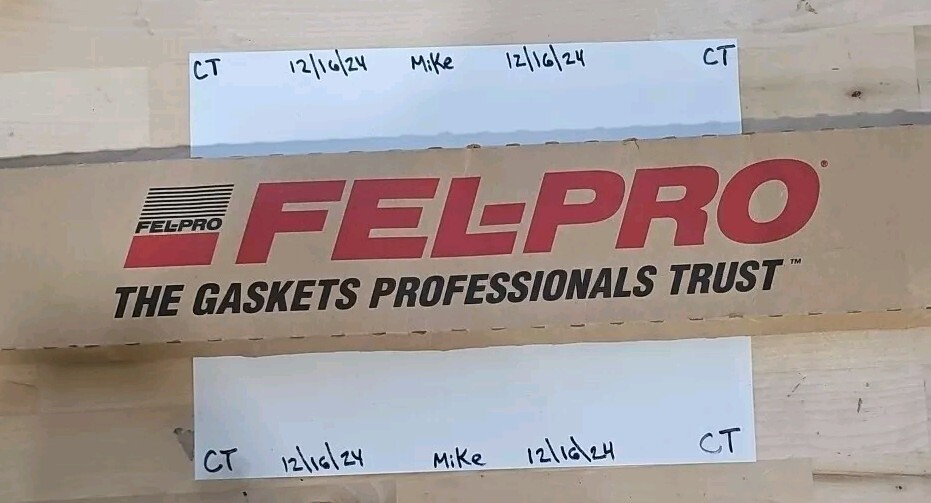 CT 12/16/24 Mike 12/16/24 CT
FEL-PRO
FEL-PRO®
THE GASKETS PROFESSIONALS TRUST™
CT 12/16/24 Mike 12/16/24 CT